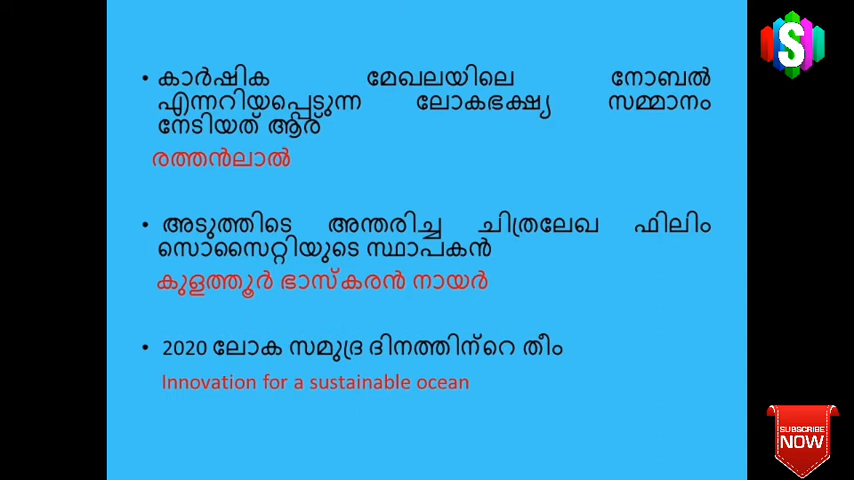 • കാർഷിക മേഖലയിലെ നോബൽ
എന്നറിയപ്പെടുന്ന ലോകഭക്ഷ്യ സമ്മാനം
നേടിയത് ആര്
രത്തൻലാൽ
• അടുത്തിടെ അന്തരിച്ച ചിത്രലേഖ ഫിലിം
സൊസൈറ്റിയുടെ സ്ഥാപകൻ
കുളത്തൂർ ഭാസ്കരൻ നായർ
• 2020 ലോക സമുദ്ര ദിനത്തിന്റെ തീം
Innovation for a sustainable ocean
S
SUBSCRIBE
NOW